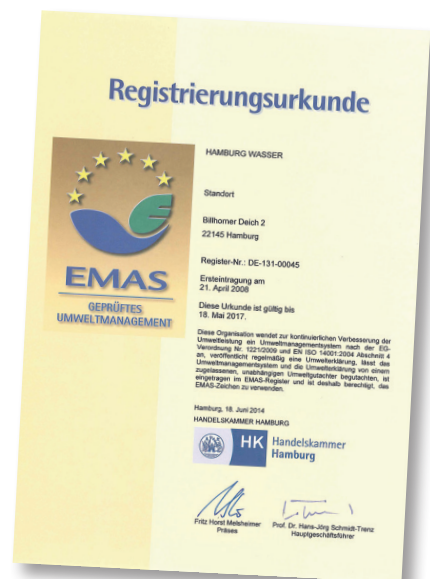 Registrierungsurkunde
HAMBURG WASSER
Standort
Billhorner Deich 2
22145 Hamburg
Register-Nr.: DE-131-00045
Ersteintragung am
21. April 2008
Diese Urkunde ist gültig bis
18. Mai 2017.
EMAS
GEPRÜFTES
UMWELTMANAGEMENT
Diese Organisation wendet zur kontinuierlichen Verbesserung der
Umweltleistung ein Umweltmanagementsystem nach der EG-
Verordnung Nr. 1221/2009 und EN ISO 14001:2004 Abschnitt 4
an, veröffentlicht regelmäßig eine Umwelterklärung, lässt das
Umweltmanagementsystem und die Umwelterklärung von einem
zugelassenen, unabhängigen Umweltgutachter begutachten, ist
eingetragen im EMAS-Register und ist deshalb berechtigt, das
EMAS-Zeichen zu verwenden.
Hamburg, 18. Juni 2014
HANDELSKAMMER HAMBURG
HK Handelskammer
Hamburg
Fritz Horst Melsheimer
Präses
Prof. Dr. Hans-Jörg Schmidt-Trenz
Hauptgeschäftsführer